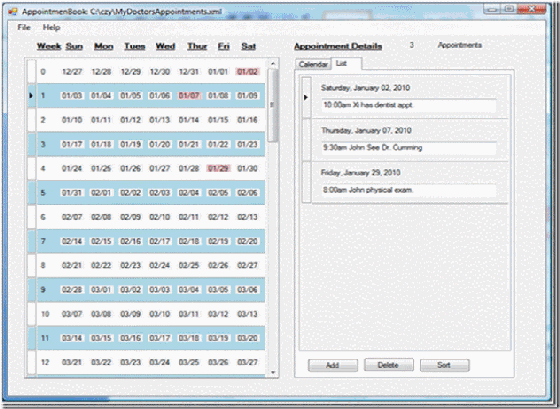 AppointmenBook: C:\czy\MyDoctorsAppointments.xml
File Help
Week Sun Mon Tues Wed Thur Fri Sat
0 12/27 12/28 12/29 12/30 12/31 01/01 01/02
1 01/03 01/04 01/05 01/06 01/07 01/08 01/09
2 01/10 01/11 01/12 01/13 01/14 01/15 01/16
3 01/17 01/18 01/19 01/20 01/21 01/22 01/23
4 01/24 01/25 01/26 01/27 01/28 01/29 01/30
5 01/31 02/01 02/02 02/03 02/04 02/05 02/06
6 02/07 02/08 02/09 02/10 02/11 02/12 02/13
7 02/14 02/15 02/16 02/17 02/18 02/19 02/20
8 02/21 02/22 02/23 02/24 02/25 02/26 02/27
9 02/28 03/01 03/02 03/03 03/04 03/05 03/06
10 03/07 03/08 03/09 03/10 03/11 03/12 03/13
11 03/14 03/15 03/16 03/17 03/18 03/19 03/20
12 03/21 03/22 03/23 03/24 03/25 03/26 03/27
Appointment Details 3 Appointments
Calendar List
Saturday, January 02, 2010
10:00am Xi has dentist appt.
Thursday, January 07, 2010
9:30am John See Dr. Cumming
Friday, January 29, 2010
8:00am John physical exam.
Add Delete Sort